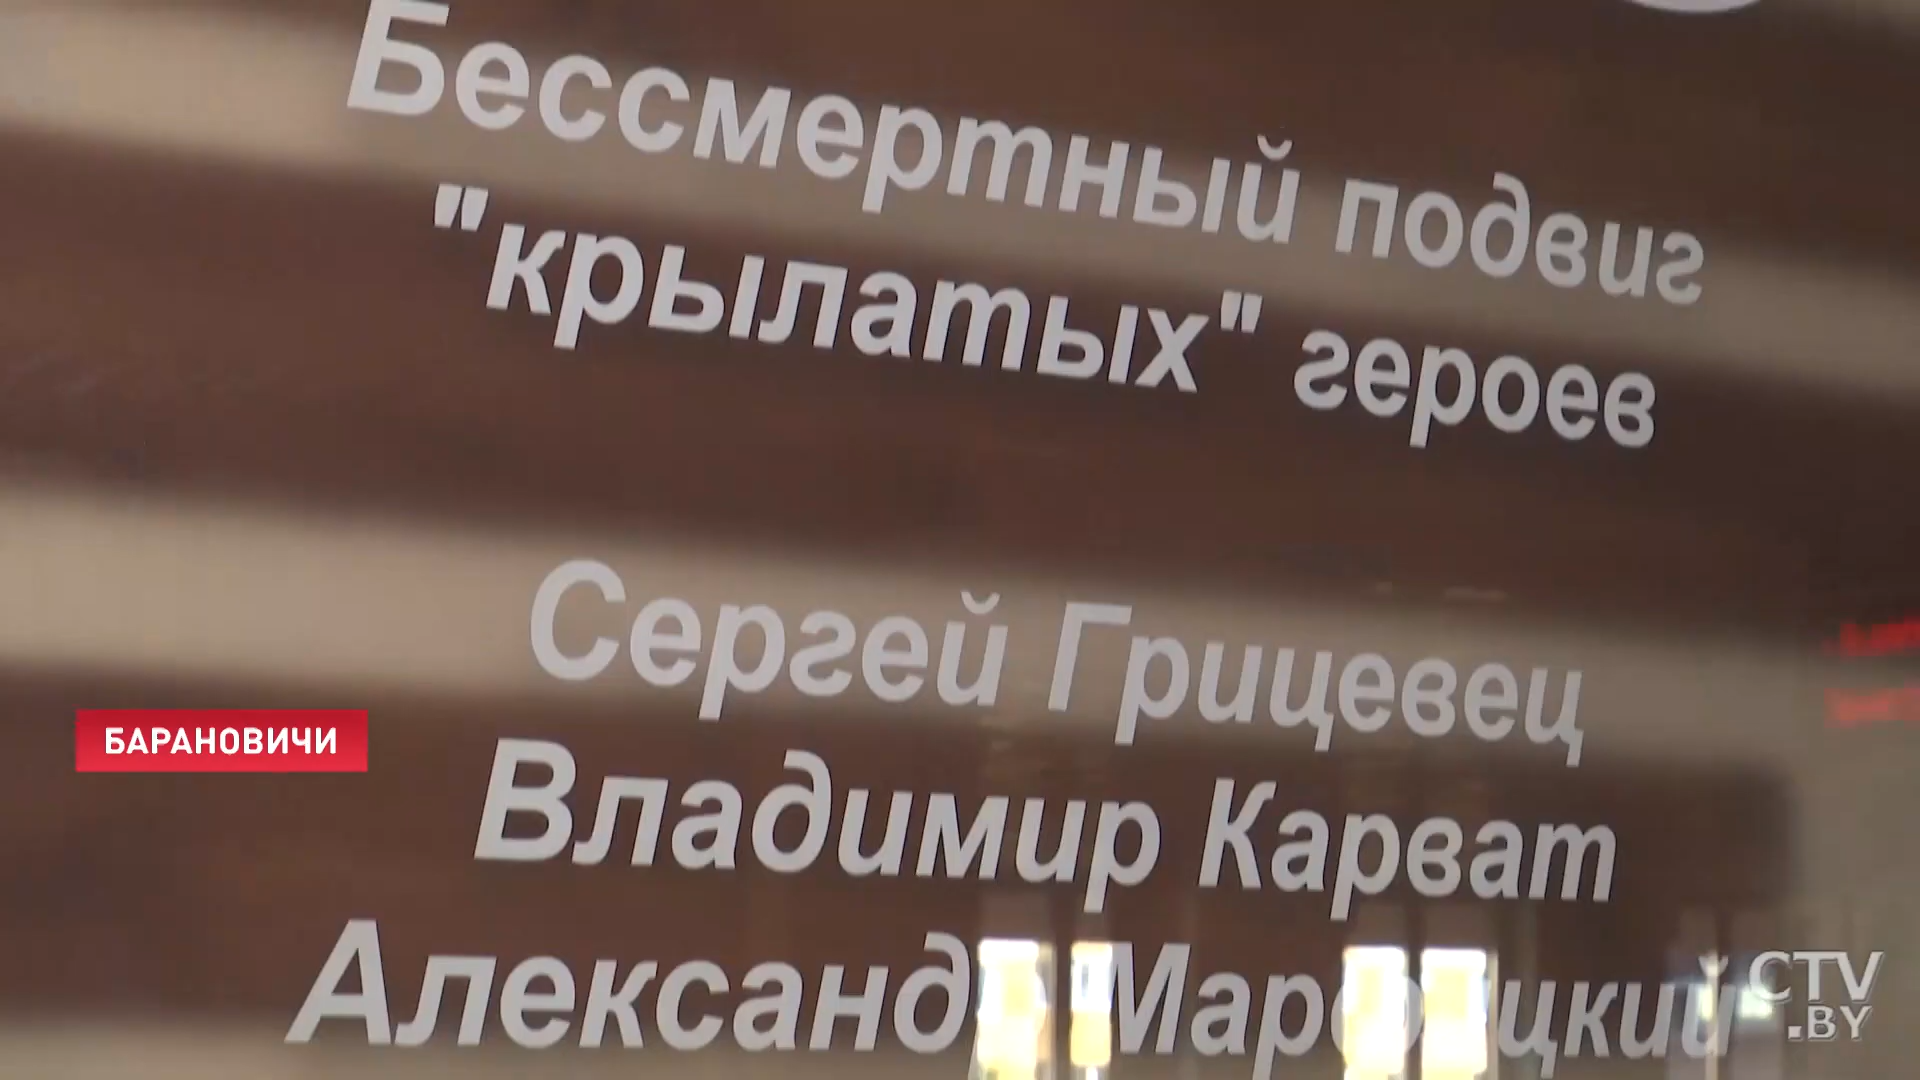 Бессмертный подвиг
"крылатых" героев
Сергей Грицевец
Владимир Карват
БАРАНОВИЧИ
CTV
.BY